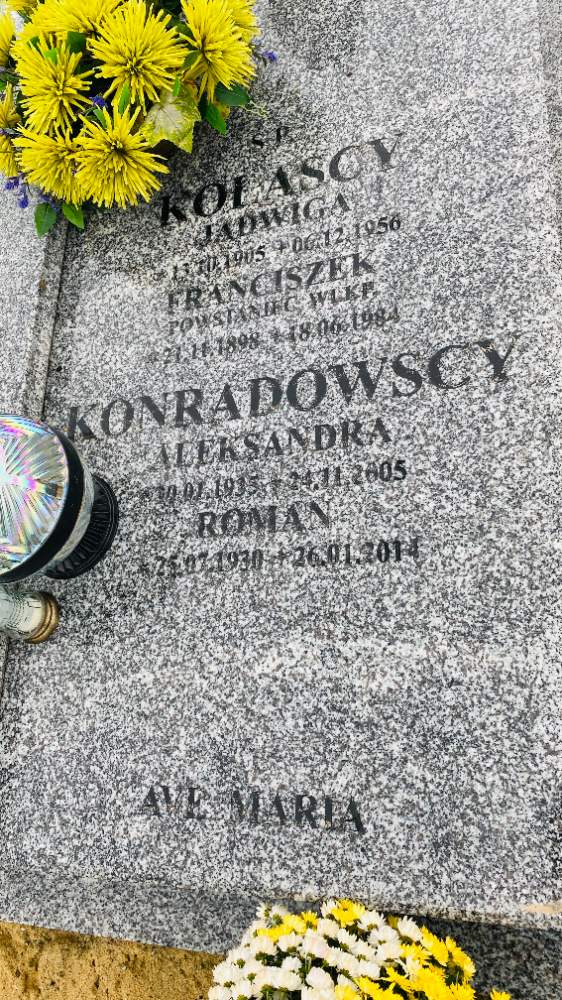 Ś.P.
KOŁASCY
JADWIGA
* 13.10.1905 + 06.12.1956
FRANCISZEK
POWSTANIEC WLKP.
* 21.11.1898 + 18.06.1984
KONRADOWSCY
ALEKSANDRA
* 30.01.1935 + 24.11.2005
ROMAN
* 25.07.1930 + 26.01.2014
AVE MARIA